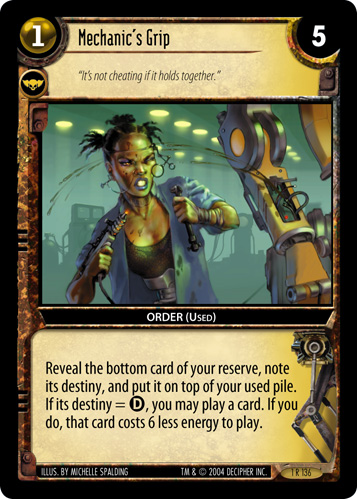 1 Mechanic's Grip 5
"It's not cheating if it holds together."
ORDER (USED)
Reveal the bottom card of your reserve, note
its destiny, and put it on top of your used pile.
If its destiny = D, you may play a card. If you
do, that card costs 6 less energy to play.
ILLUS. BY MICHELLE SPALDING TM & © 2004 DECIPHER INC. 1 R 136